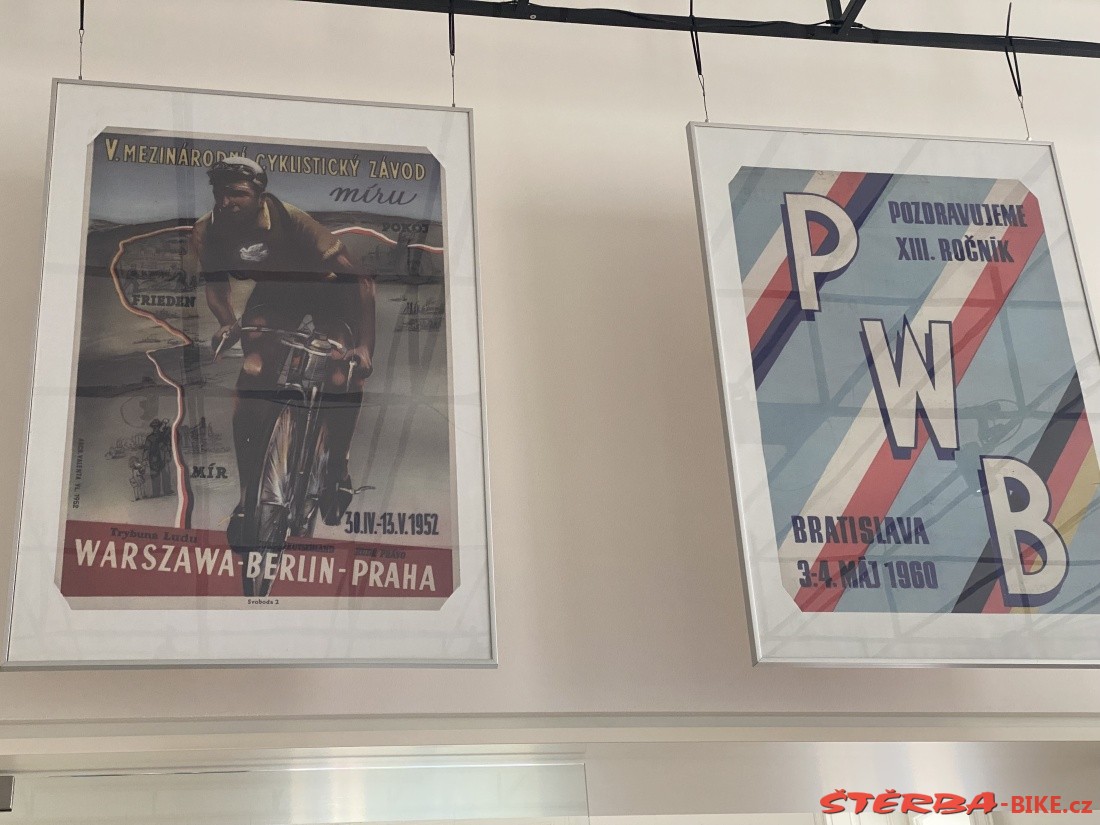 V. MEZINÁRODNÍ CYKLISTICKÝ ZÁVOD
míru
POKÓJ
FRIEDEN
MÍR
30.IV.-13.V.1952
Trybuna Ludu
WARSZAWA-BERLIN-PRAHA
Svoboda 2
POZDRAVUJEME
XIII. ROČNÍK
P
W
B
BRATISLAVA
3.-4. MÁJ 1960
ŠTĚRBA-BIKE.cz